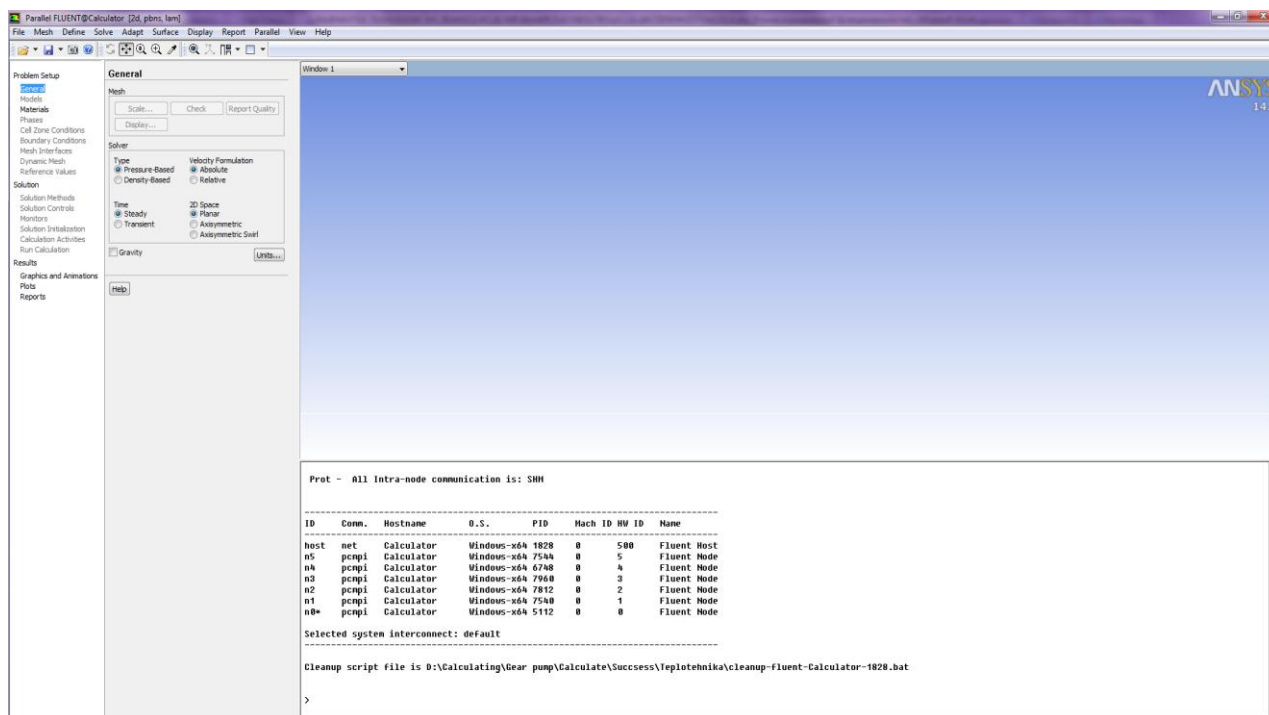 Parallel FLUENT@Calculator [2d, pbns, lam]
File Mesh Define Solve Adapt Surface Display Report Parallel View Help
Problem Setup
General
Models
Materials
Phases
Cell Zone Conditions
Boundary Conditions
Mesh Interfaces
Dynamic Mesh
Reference Values
Solution
Solution Methods
Solution Controls
Monitors
Solution Initialization
Calculation Activities
Run Calculation
Results
Graphics and Animations
Plots
Reports
General
Mesh
Scale... Check Report Quality
Display...
Solver
Type Velocity Formulation
Pressure-Based Absolute
Density-Based Relative
Time 2D Space
Steady Planar
Transient Axisymmetric
Axisymmetric Swirl
Gravity Units...
Help
Window 1
ANSYS
14.
Prot - All Intra-node communication is: SHM
ID Comm. Hostname O.S. PID Mach ID HW ID Name
host net Calculator Windows-x64 1828 0 500 Fluent Host
n5 pcmpi Calculator Windows-x64 7544 0 5 Fluent Node
n4 pcmpi Calculator Windows-x64 6748 0 4 Fluent Node
n3 pcmpi Calculator Windows-x64 7960 0 3 Fluent Node
n2 pcmpi Calculator Windows-x64 7812 0 2 Fluent Node
n1 pcmpi Calculator Windows-x64 7540 0 1 Fluent Node
n0* pcmpi Calculator Windows-x64 5112 0 0 Fluent Node
Selected system interconnect: default
Cleanup script file is D:\Calculating\Gear pump\Calculate\Succsess\Teplotehnika\cleanup-fluent-Calculator-1828.bat
>